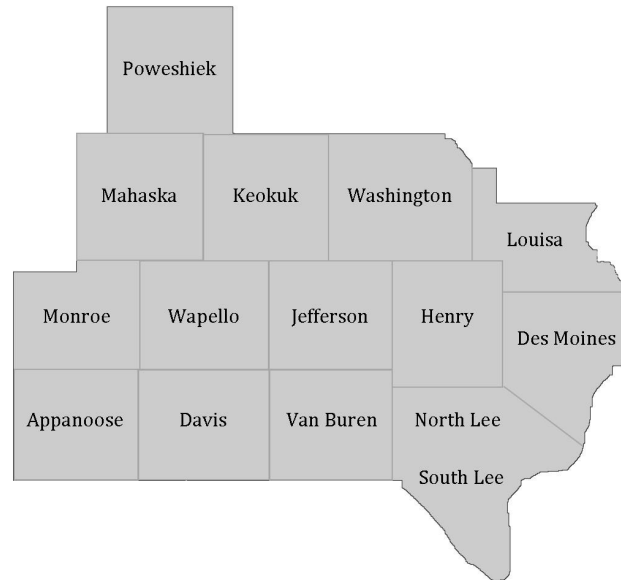 Poweshiek
Mahaska
Keokuk
Washington
Louisa
Monroe
Wapello
Jefferson
Henry
Des Moines
Appanoose
Davis
Van Buren
North Lee
South Lee